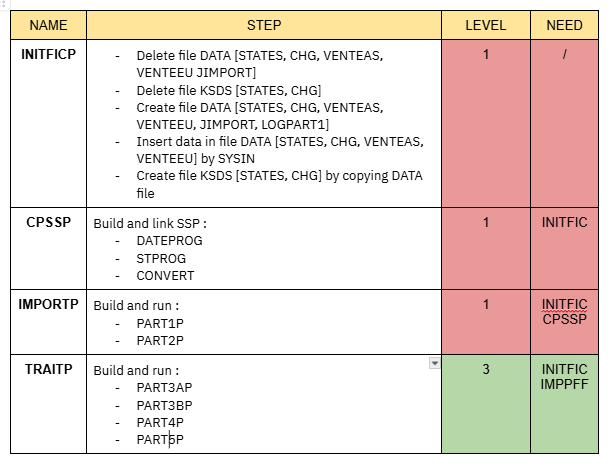 NAME STEP LEVEL NEED
INITFICP - Delete file DATA [STATES, CHG, VENTEAS, 1 /
VENTEEU JIMPORT]
- Delete file KSDS [STATES, CHG]
- Create file DATA [STATES, CHG, VENTEAS,
VENTEEU, JIMPORT, LOGPART1]
- Insert data in file DATA [STATES, CHG, VENTEAS,
VENTEEU] by SYSIN
- Create file KSDS [STATES, CHG] by copying DATA
file
CPSSP Build and link SSP : 1 INITFIC
- DATEPROG
- STPROG
- CONVERT
IMPORTP Build and run : 1 INITFIC
- PART1P CPSSP
- PART2P
TRAITP Build and run : 3 INITFIC
- PART3AP IMPPFF
- PART3BP
- PART4P
- PART5P